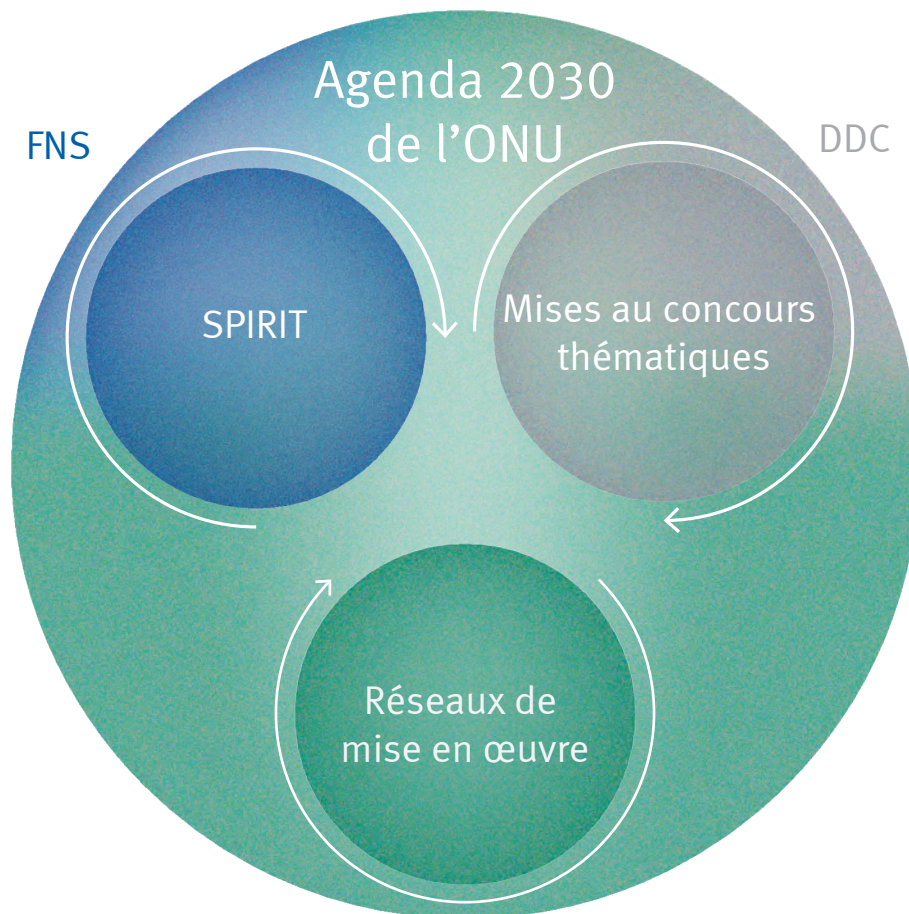 Agenda 2030
de l’ONU
FNS
DDC
SPIRIT
Mises au concours
thématiques
Réseaux de
mise en œuvre